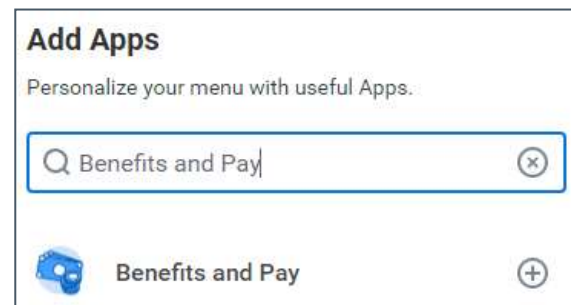 Add Apps
Personalize your menu with useful Apps.
Benefits and Pay
Benefits and Pay